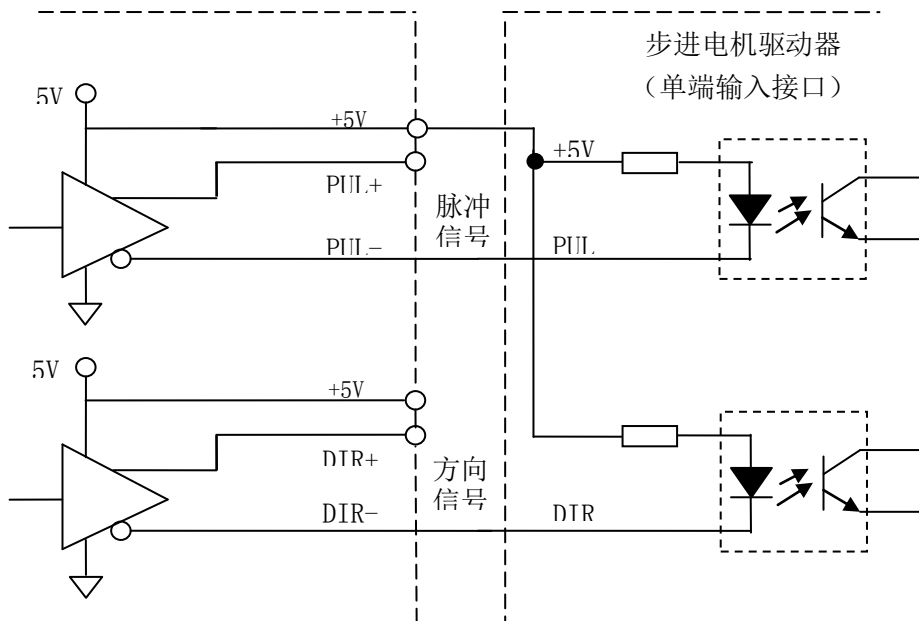 步进电机驱动器
（单端输入接口）
5V
+5V
+5V
PUL+
脉冲
信号
PUL-
PUL
5V
+5V
DIR+
方向
信号
DIR-
DIR